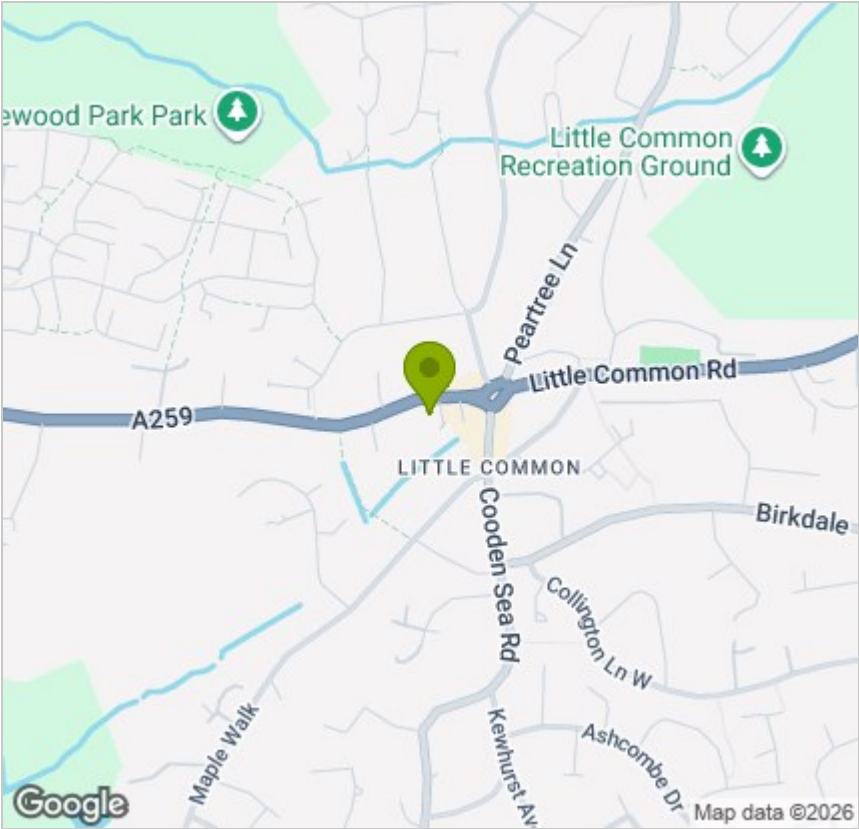 ewood Park Park
Little Common
Recreation Ground
Peartree Ln
Little Common Rd
A259
LITTLE COMMON
Cooden Sea Rd
Birkdale
Collington Ln W
Maple Walk
Kewhurst Av
Ashcombe Dr
Google
Map data ©2026